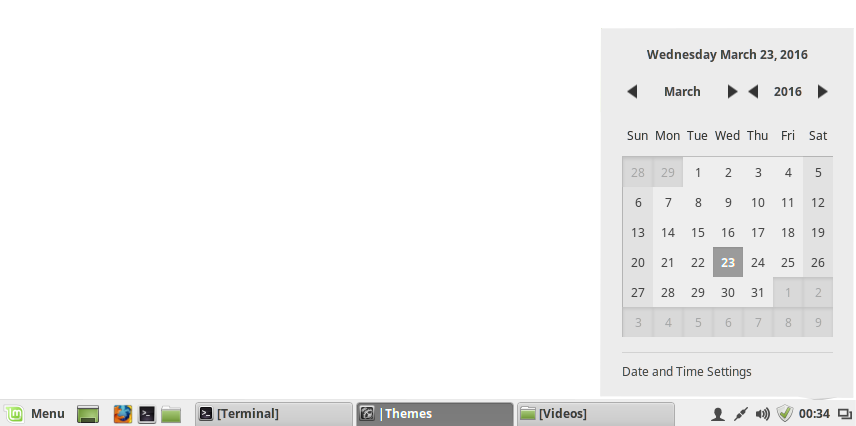 Wednesday March 23, 2016
March 2016
Sun Mon Tue Wed Thu Fri Sat
28 29 1 2 3 4 5
6 7 8 9 10 11 12
13 14 15 16 17 18 19
20 21 22 23 24 25 26
27 28 29 30 31 1 2
3 4 5 6 7 8 9
Date and Time Settings
Menu [Terminal] |Themes [Videos] 00:34